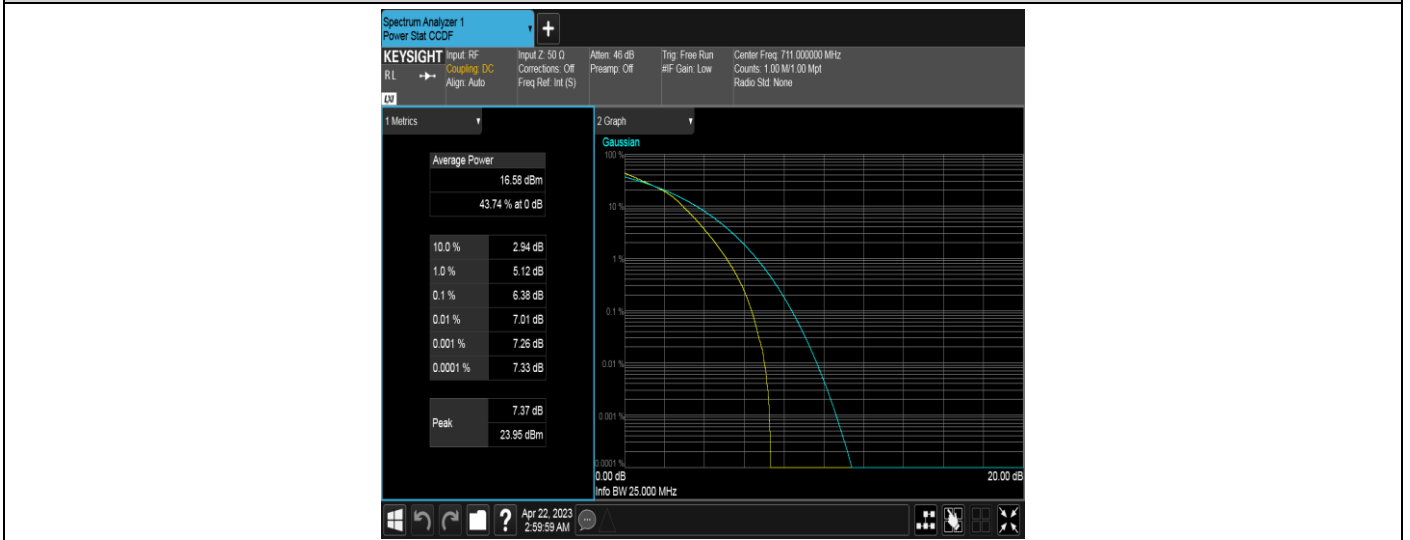 Spectrum Analyzer 1
Power Stat CCDF
+
KEYSIGHT Input: RF Input Z: 50 Ω Atten: 46 dB Trig: Free Run Center Freq: 711.000000 MHz
RL Coupling: DC Corrections: Off Preamp: Off #IF Gain: Low Counts: 1.00 M/1.00 Mpt
Align: Auto Freq Ref: Int (S) Radio Std: None
LXI
1 Metrics 2 Graph
Gaussian
Average Power
16.58 dBm
43.74 % at 0 dB
10.0 % 2.94 dB
1.0 % 5.12 dB
0.1 % 6.38 dB
0.01 % 7.01 dB
0.001 % 7.26 dB
0.0001 % 7.33 dB
Peak 7.37 dB
23.95 dBm
100 %
10 %
1 %
0.1 %
0.01 %
0.001 %
0.0001 %
0.00 dB 20.00 dB
Info BW 25.000 MHz
? Apr 22, 2023
2:59:59 AM